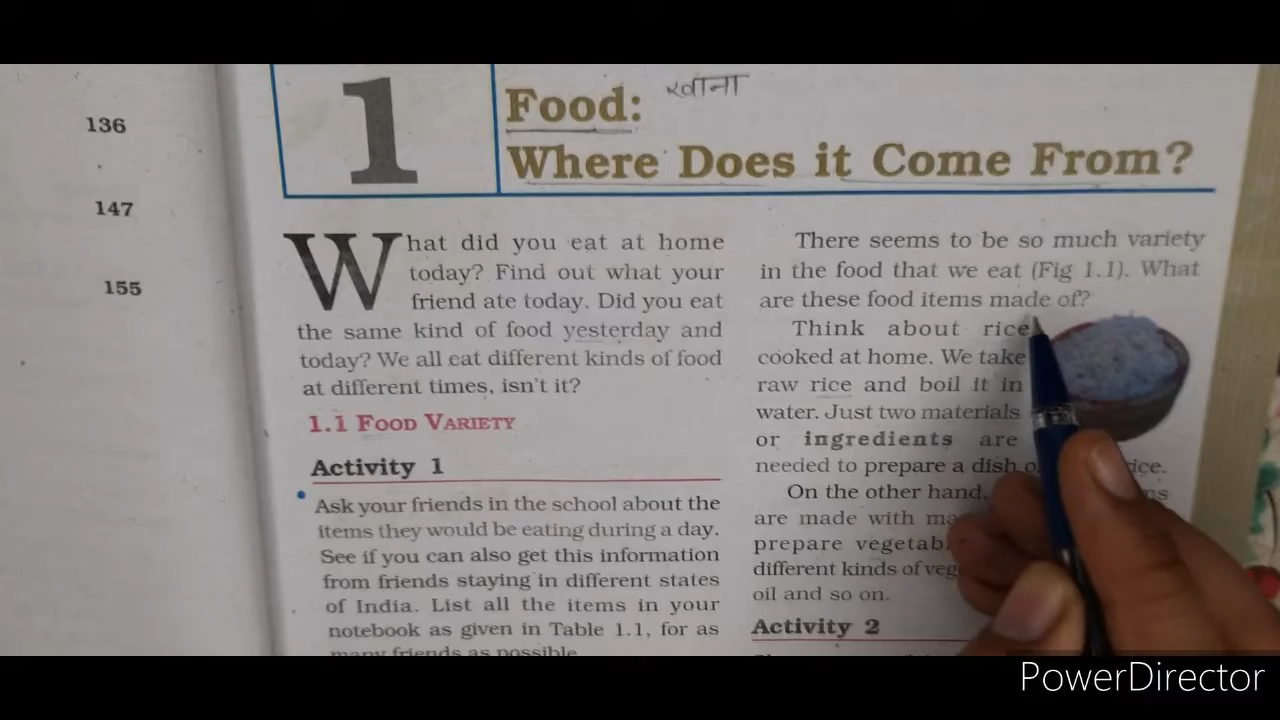 136
147
155
1
Food: खाना
Where Does it Come From?
What did you eat at home
today? Find out what your
friend ate today. Did you eat
the same kind of food yesterday and
today? We all eat different kinds of food
at different times, isn't it?
1.1 FOOD VARIETY
Activity 1
Ask your friends in the school about the
items they would be eating during a day.
See if you can also get this information
from friends staying in different states
of India. List all the items in your
notebook as given in Table 1.1, for as
many friends as possible
There seems to be so much variety
in the food that we eat (Fig 1.1). What
are these food items made of?
Think about rice
cooked at home. We take
raw rice and boil it in
water. Just two materials
or ingredients are
needed to prepare a dish
On the other hand,
are made with
prepare
different kinds of
oil and so on.
Activity 2
PowerDirector